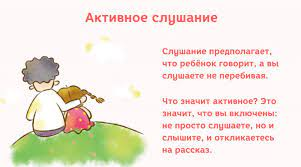 Активное слушание
Слушание предполагает,
что ребёнок говорит, а вы
слушаете не перебивая.
Что значит активное? Это
значит, что вы включены:
не просто слушаете, но и
слышите, и откликаетесь
на рассказ.